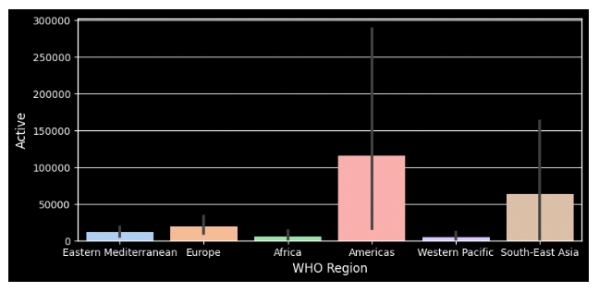 300000
250000
200000
150000
100000
50000
0
Active
Eastern Mediterranean Europe Africa Americas Western Pacific South-East Asia
WHO Region